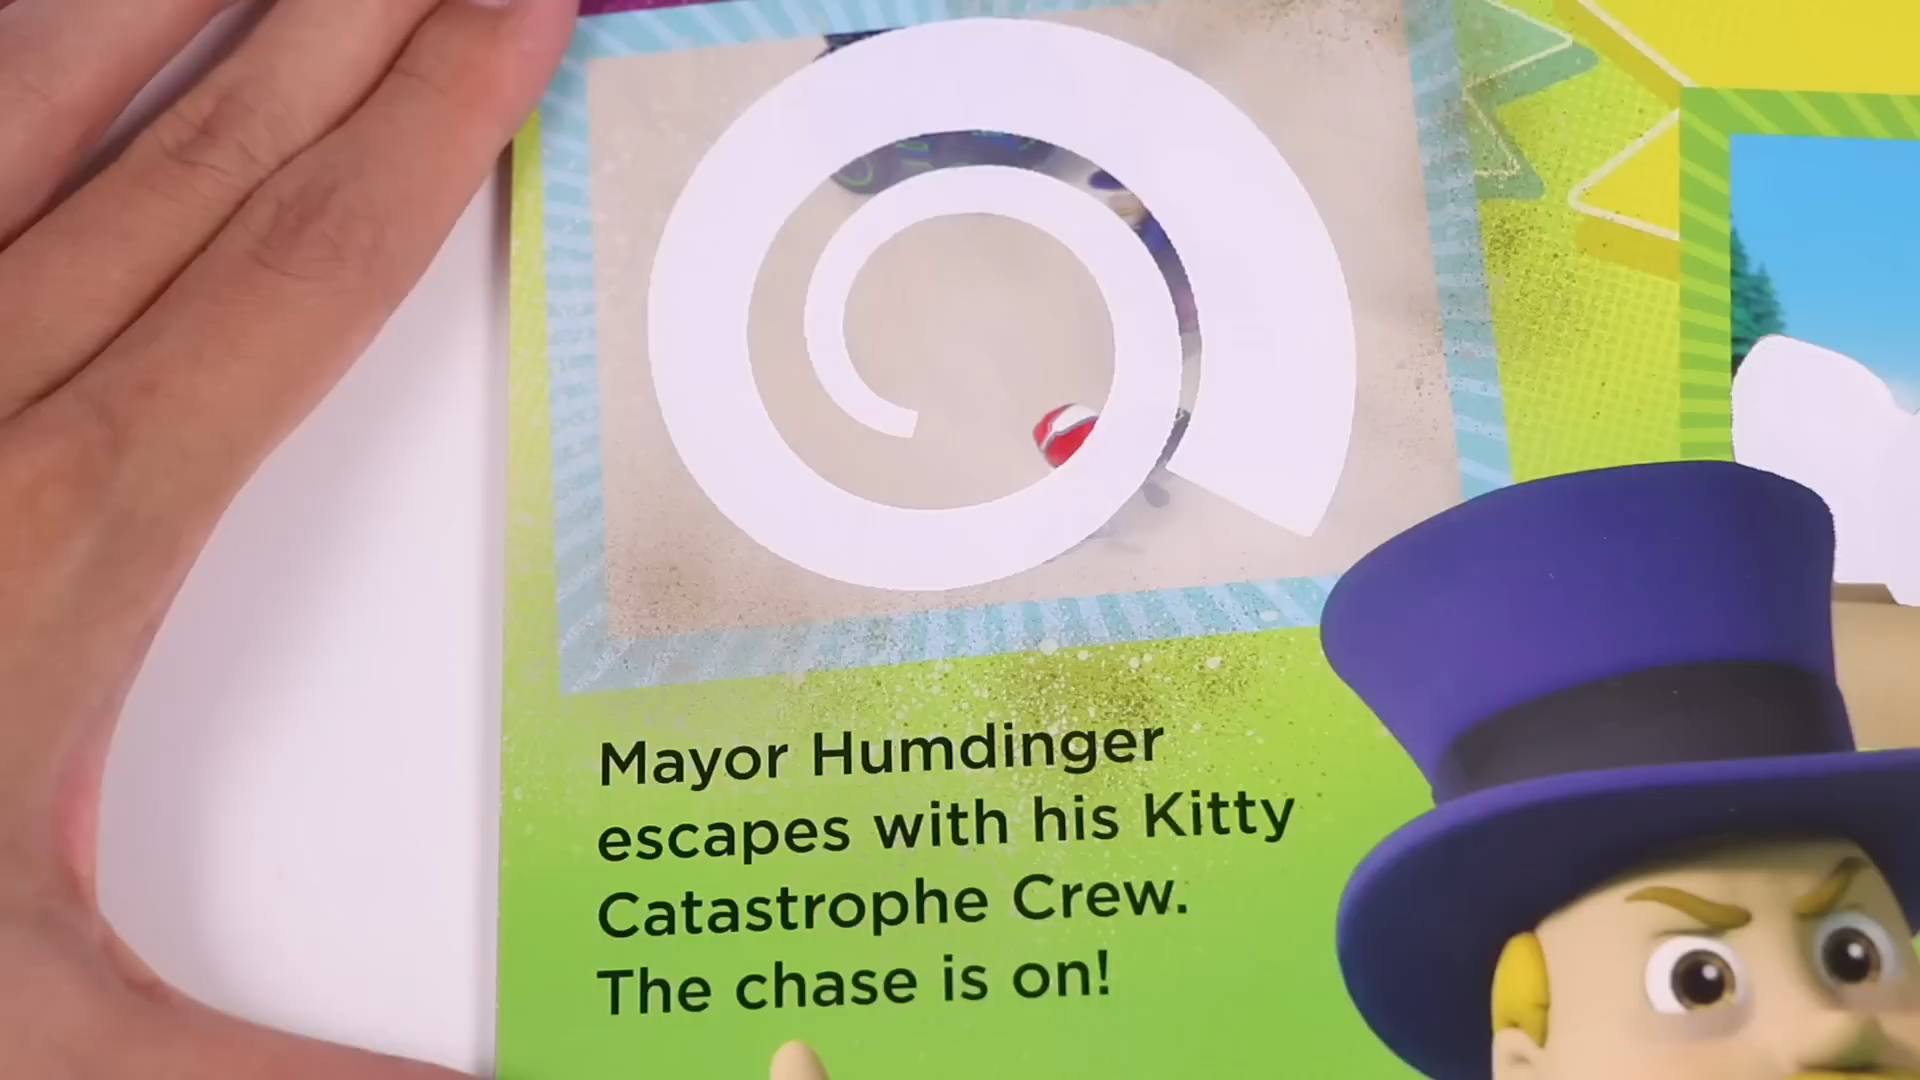 Mayor Humdinger
escapes with his Kitty
Catastrophe Crew.
The chase is on!